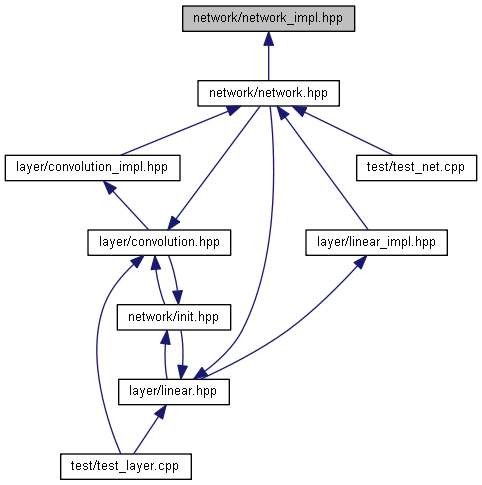 network/network_impl.hpp
network/network.hpp
layer/convolution_impl.hpp
test/test_net.cpp
layer/convolution.hpp
layer/linear_impl.hpp
network/init.hpp
layer/linear.hpp
test/test_layer.cpp